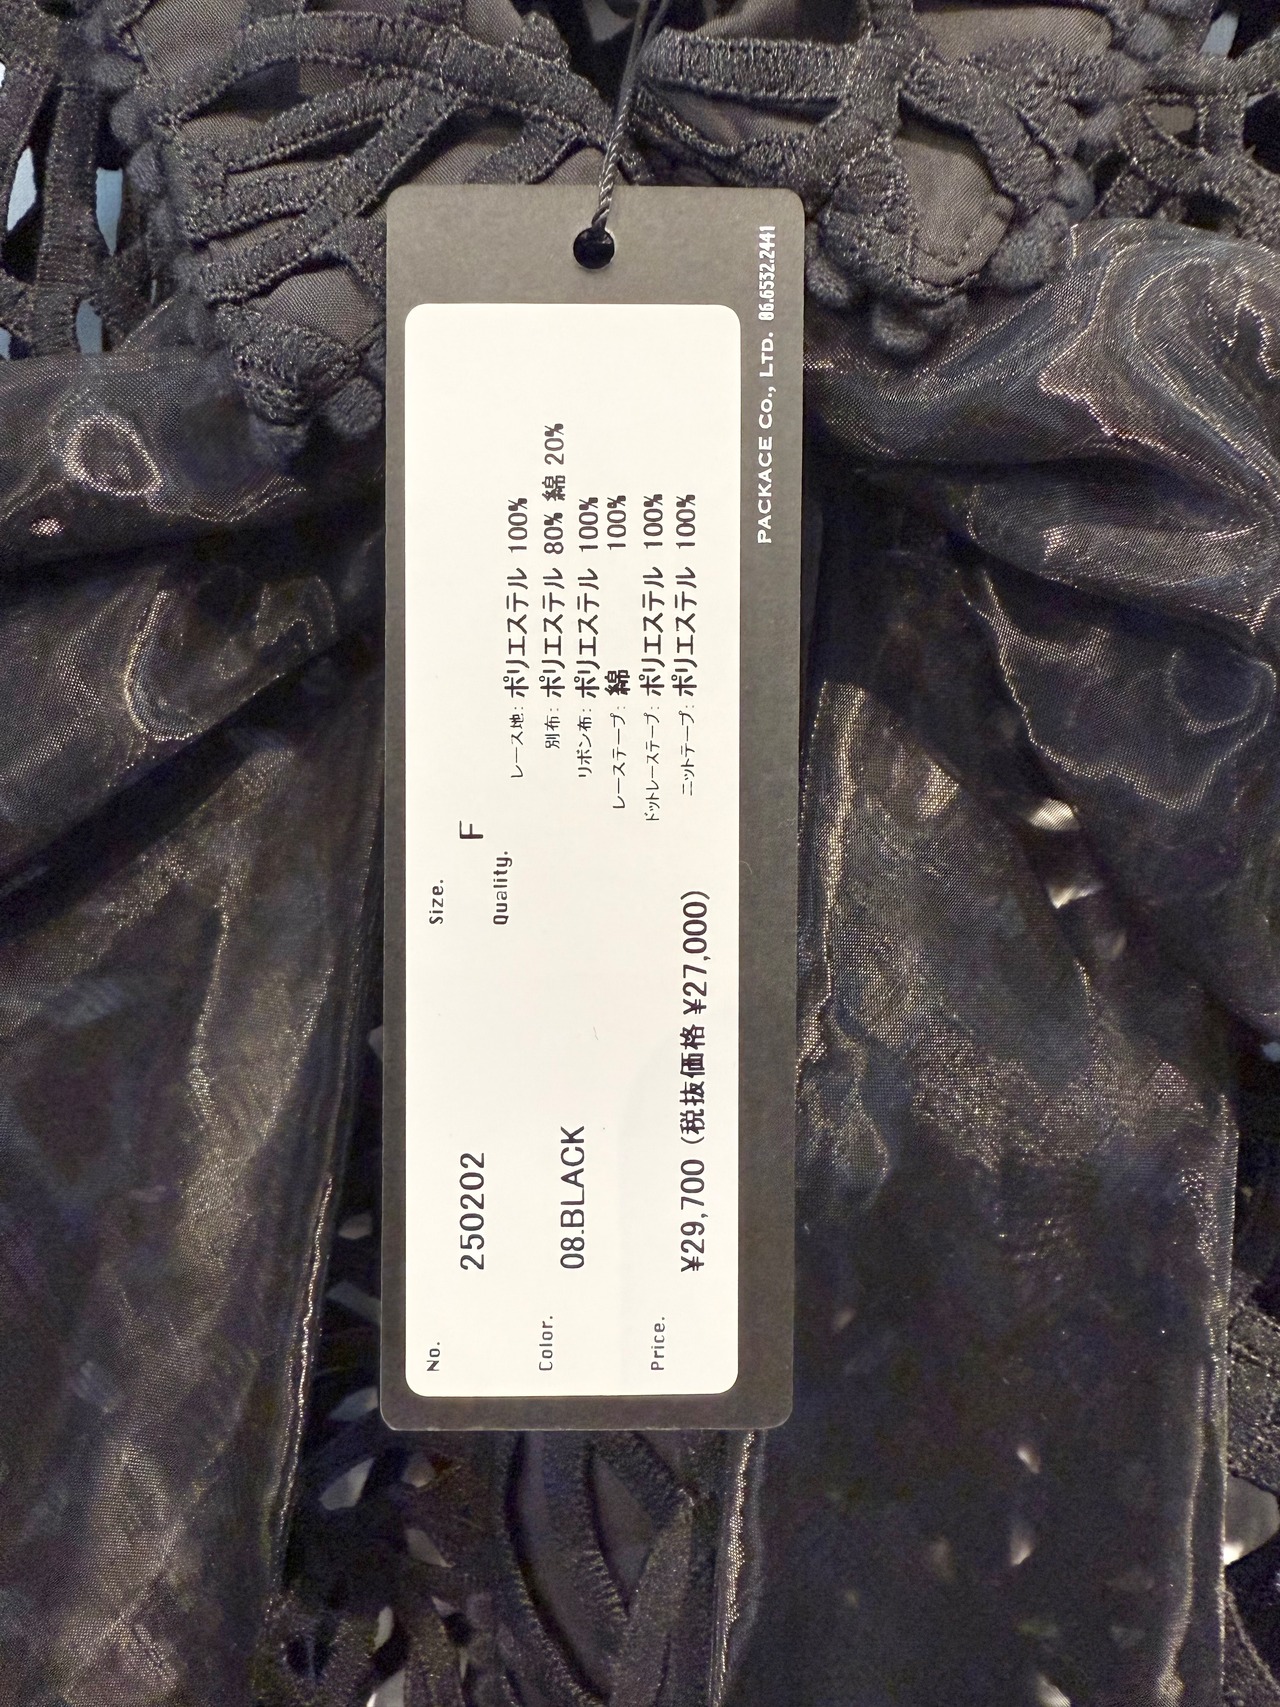 No.
250202
Color.
08.BLACK
Price.
¥29,700 (税抜価格 ¥27,000)
Size.
F
Quality.
レース地: ポリエステル 100%
別布: ポリエステル 80% 綿 20%
リボン布: ポリエステル 100%
レーステープ: 綿 100%
ドットレーステープ: ポリエステル 100%
ニットテープ: ポリエステル 100%
PACKACE CO., LTD. 06.6532.2441